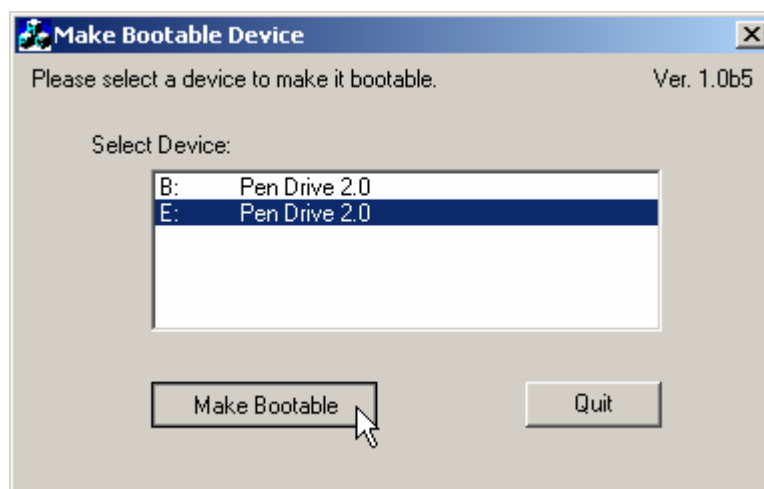 Make Bootable Device
Please select a device to make it bootable. Ver. 1.0b5
Select Device:
B: Pen Drive 2.0
E: Pen Drive 2.0
Make Bootable Quit